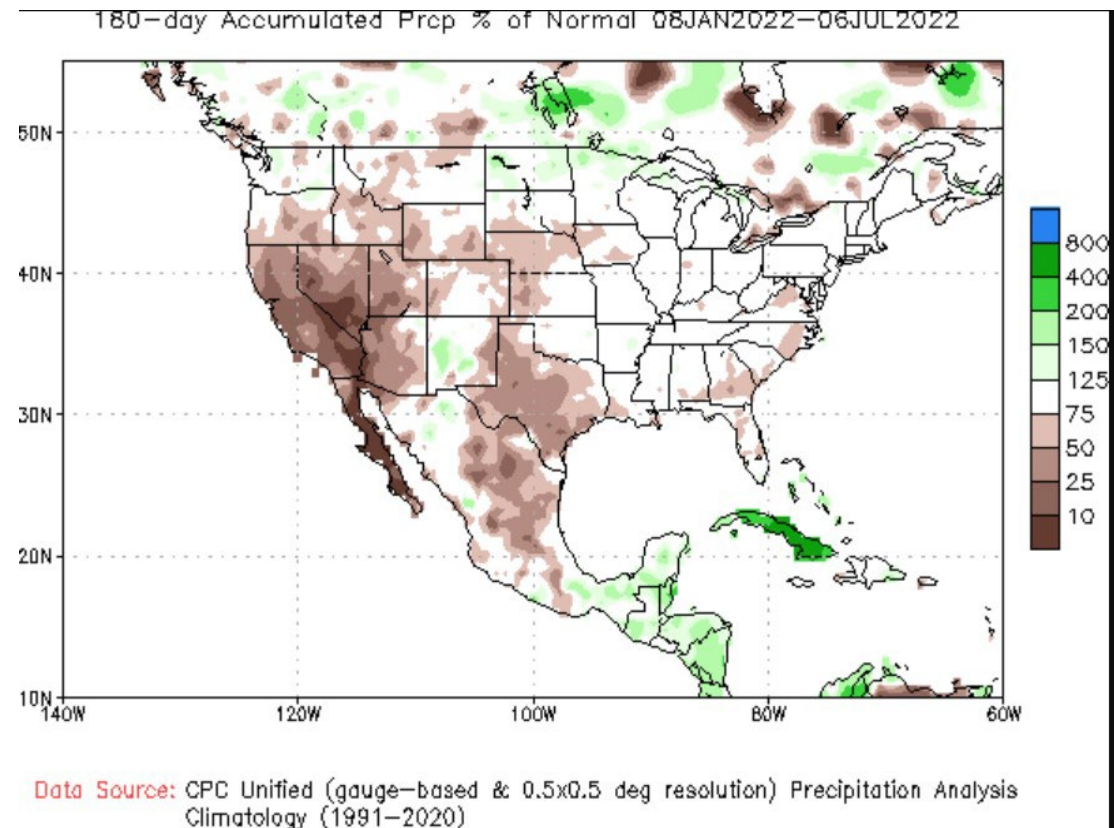 180-day Accumulated Prcp % of Normal 08JAN2022-06JUL2022
50N
40N
30N
20N
10N
140W 120W 100W 80W 60W
800
400
200
150
125
75
50
25
10
Data Source: CPC Unified (gauge-based & 0.5x0.5 deg resolution) Precipitation Analysis
Climatology (1991-2020)